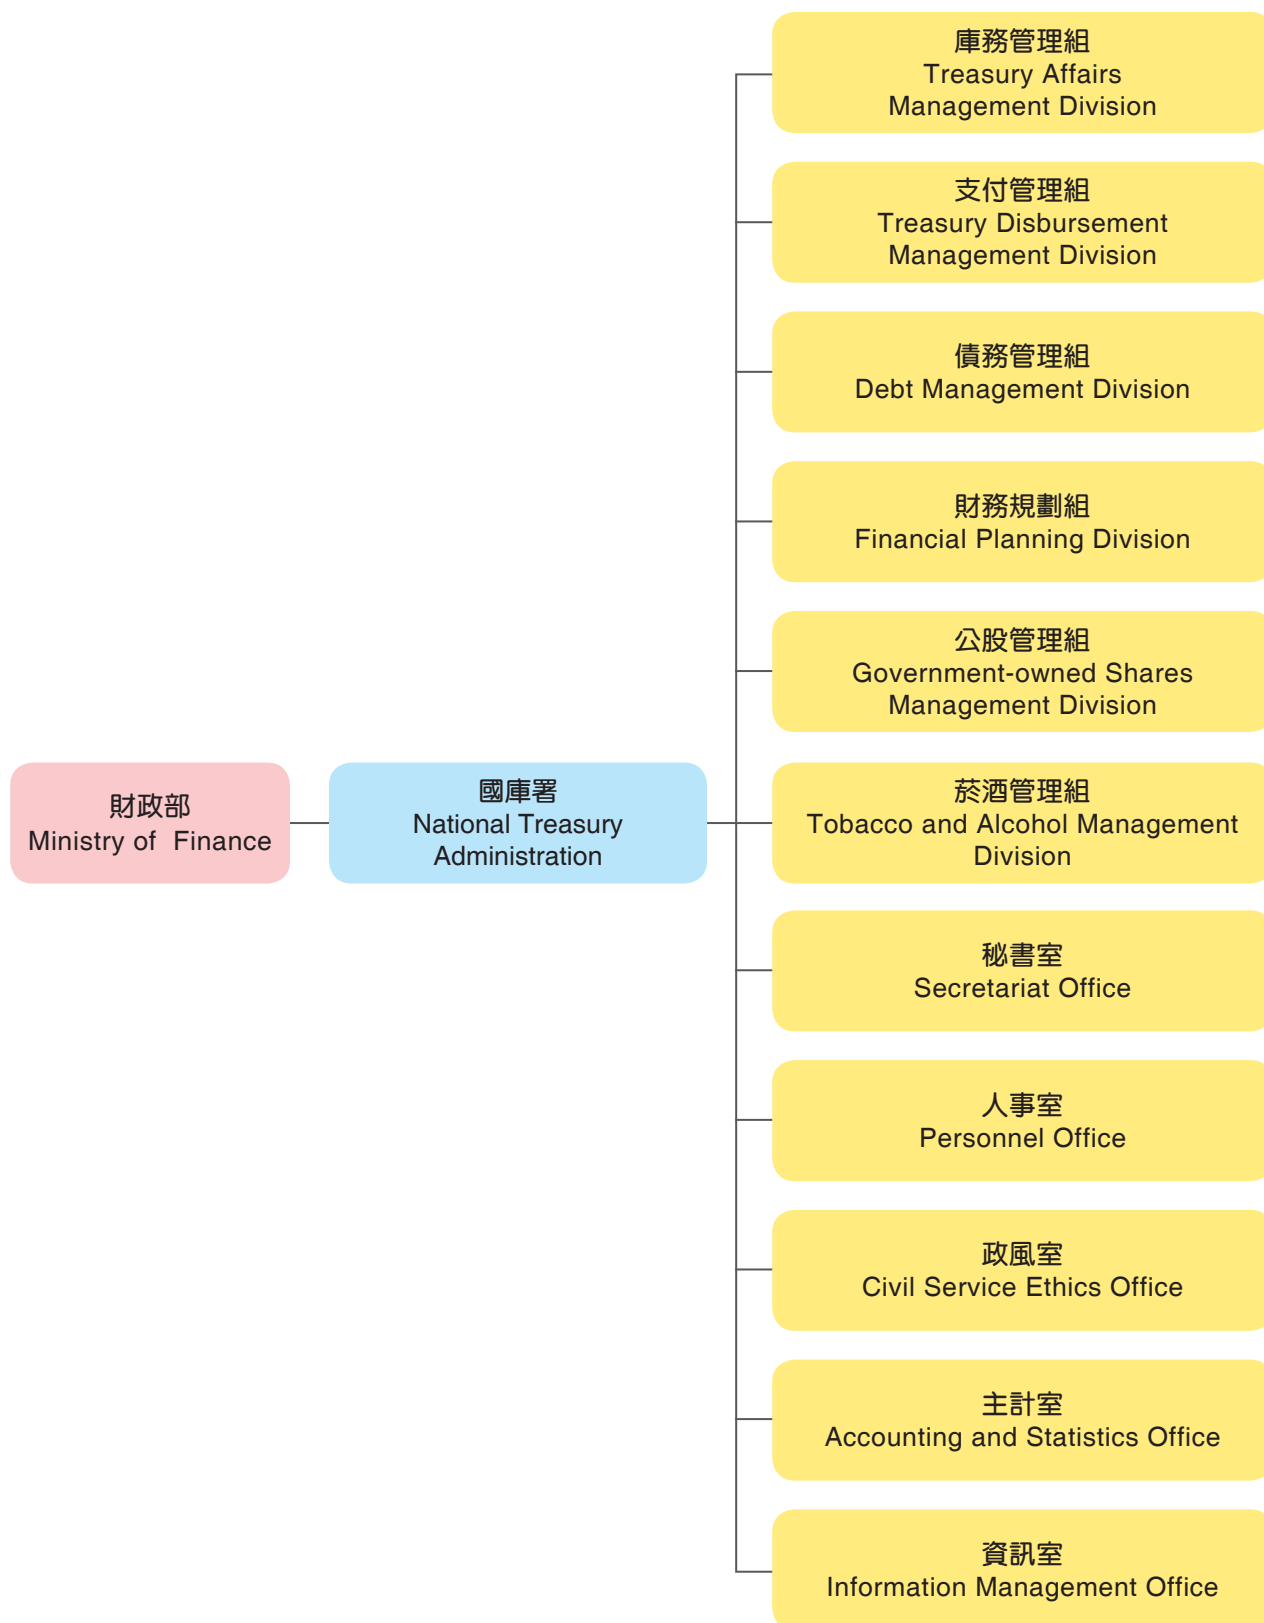 財政部
Ministry of Finance
國庫署
National Treasury
Administration
庫務管理組
Treasury Affairs
Management Division
支付管理組
Treasury Disbursement
Management Division
債務管理組
Debt Management Division
財務規劃組
Financial Planning Division
公股管理組
Government-owned Shares
Management Division
菸酒管理組
Tobacco and Alcohol Management
Division
秘書室
Secretariat Office
人事室
Personnel Office
政風室
Civil Service Ethics Office
主計室
Accounting and Statistics Office
資訊室
Information Management Office